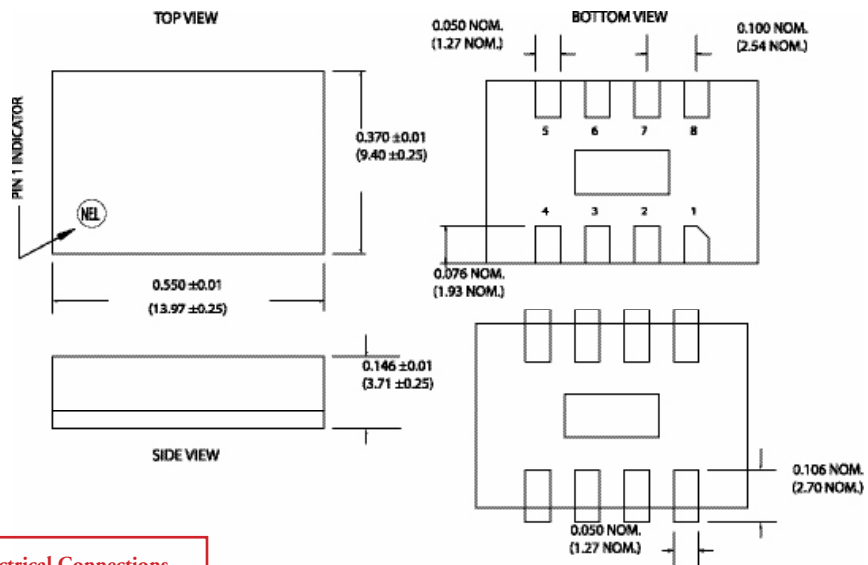 TOP VIEW
PIN 1 INDICATOR
NEL
0.370 ±0.01
(9.40 ±0.25)
0.550 ±0.01
(13.97 ±0.25)
0.146 ±0.01
(3.71 ±0.25)
SIDE VIEW
BOTTOM VIEW
0.050 NOM.
(1.27 NOM.)
0.100 NOM.
(2.54 NOM.)
5 6 7 8
4 3 2 1
0.076 NOM.
(1.93 NOM.)
0.106 NOM.
(2.70 NOM.)
0.050 NOM.
(1.27 NOM.)
Connections